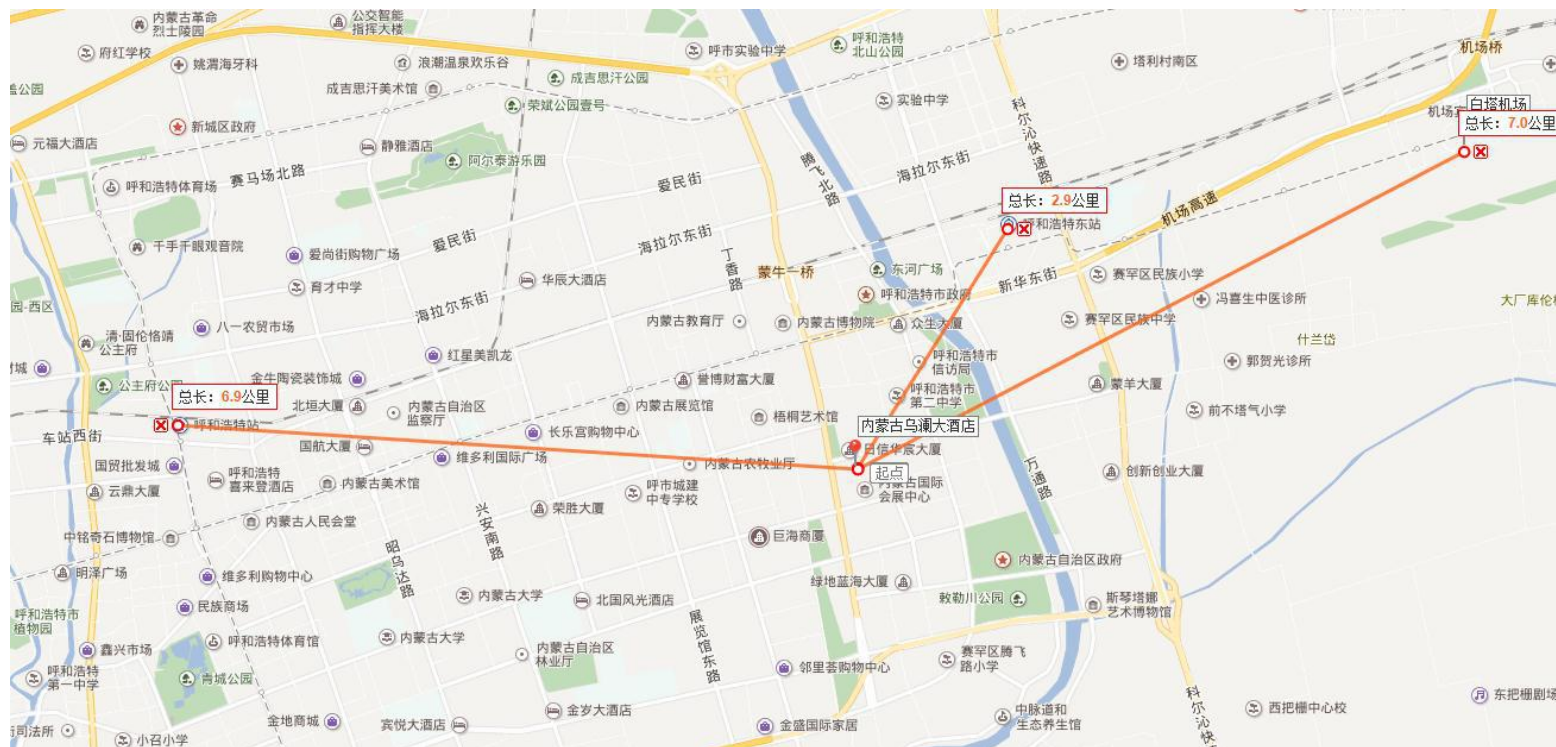 内蒙古革命
烈士陵园
公交智能
指挥大楼
府红学校
姚渭海牙科
浪潮温泉欢乐谷
呼市实验中学
呼和浩特
北山公园
塔利村南区
机场桥
盖公园
成吉思汗美术馆
成吉思汗公园
荣斌公园壹号
实验中学
科尔沁快速路
白塔机场
机场宾
总长：7.0公里
新城区政府
元福大酒店
静雅酒店
阿尔泰游乐园
赛马场北路
呼和浩特体育场
爱民街
腾飞北路
海拉尔东街
总长：2.9公里
呼和浩特东站
机场高速
千手千眼观音院
爱尚街购物广场
爱民街
海拉尔东街
丁香路
蒙牛一桥
东河广场
新华东街
赛罕区民族小学
育才中学
华辰大酒店
呼和浩特市政府
冯喜生中医诊所
大厂库伦
园-西区
海拉尔东街
八一农贸市场
内蒙古教育厅
内蒙古博物院
众生大厦
赛罕区民族中学
什兰岱
清·固伦恪靖
公主府
红星美凯龙
呼和浩特市
信访局
郭贺光诊所
材城
公主府公园
金牛陶瓷装饰城
誉博财富大厦
呼和浩特市
第二中学
蒙羊大厦
总长：6.9公里
北垣大厦
内蒙古自治区
监察厅
内蒙古展览馆
梧桐艺术馆
前不塔气小学
呼和浩特站
内蒙古乌澜大酒店
车站西街
国航大厦
长乐宫购物中心
日信华宸大厦
国贸批发城
维多利国际广场
内蒙古农牧业厅
起点
万通路
创新创业大厦
呼和浩特
喜来登酒店
内蒙古美术馆
呼市城建
中专学校
内蒙古国际
会展中心
云鼎大厦
兴安南路
荣胜大厦
内蒙古人民会堂
中铭奇石博物馆
巨海商厦
昭乌达路
内蒙古自治区政府
明泽广场
维多利购物中心
绿地蓝海大厦
内蒙古大学
北国风光酒店
敕勒川公园
斯琴塔娜
艺术博物馆
民族商场
呼和浩特市
植物园
展览馆东路
呼和浩特体育馆
内蒙古大学
内蒙古自治区
林业厅
鑫兴市场
邻里荟购物中心
赛罕区腾飞
路小学
呼和浩特
第一中学
青城公园
科尔沁快
东把栅剧场
金岁大酒店
西把栅中心校
金地商城
宾悦大酒店
金盛国际家居
中脉道和
生态养生馆
司法所
小召小学